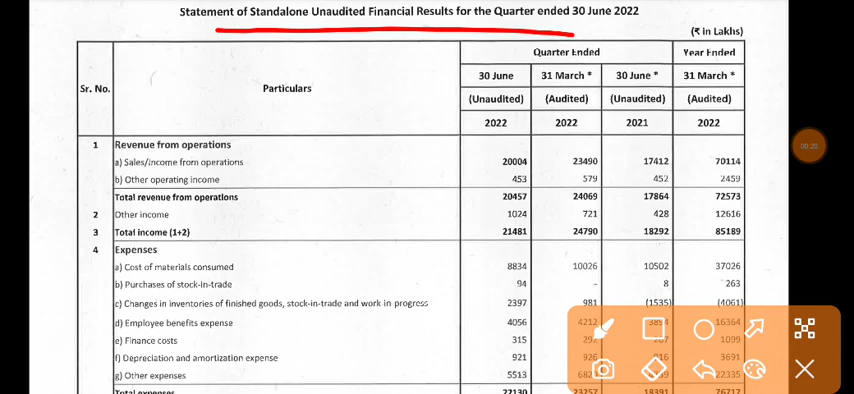 Statement of Standalone Unaudited Financial Results for the Quarter ended 30 June 2022
(₹ in Lakhs)
Quarter Ended Year Ended
Sr. No. Particulars 30 June 31 March * 30 June * 31 March *
(Unaudited) (Audited) (Unaudited) (Audited)
2022 2022 2021 2022
1 Revenue from operations
a) Sales/income from operations 20004 23490 17412 70114
b) Other operating income 453 579 452 2459
Total revenue from operations 20457 24069 17864 72573
2 Other income 1024 721 428 12616
3 Total income (1+2) 21481 24790 18292 85189
4 Expenses
a) Cost of materials consumed 8834 10026 10502 37026
b) Purchases of stock-in-trade 94 - 8 263
c) Changes in inventories of finished goods, stock-in-trade and work in progress 2397 981 (1535) (4061)
d) Employee benefits expense 4056 4212 16364
e) Finance costs 315 1099
f) Depreciation and amortization expense 921 926 3691
g) Other expenses 5513 22335
Total expenses 22130 23257 18391 76717
00:20